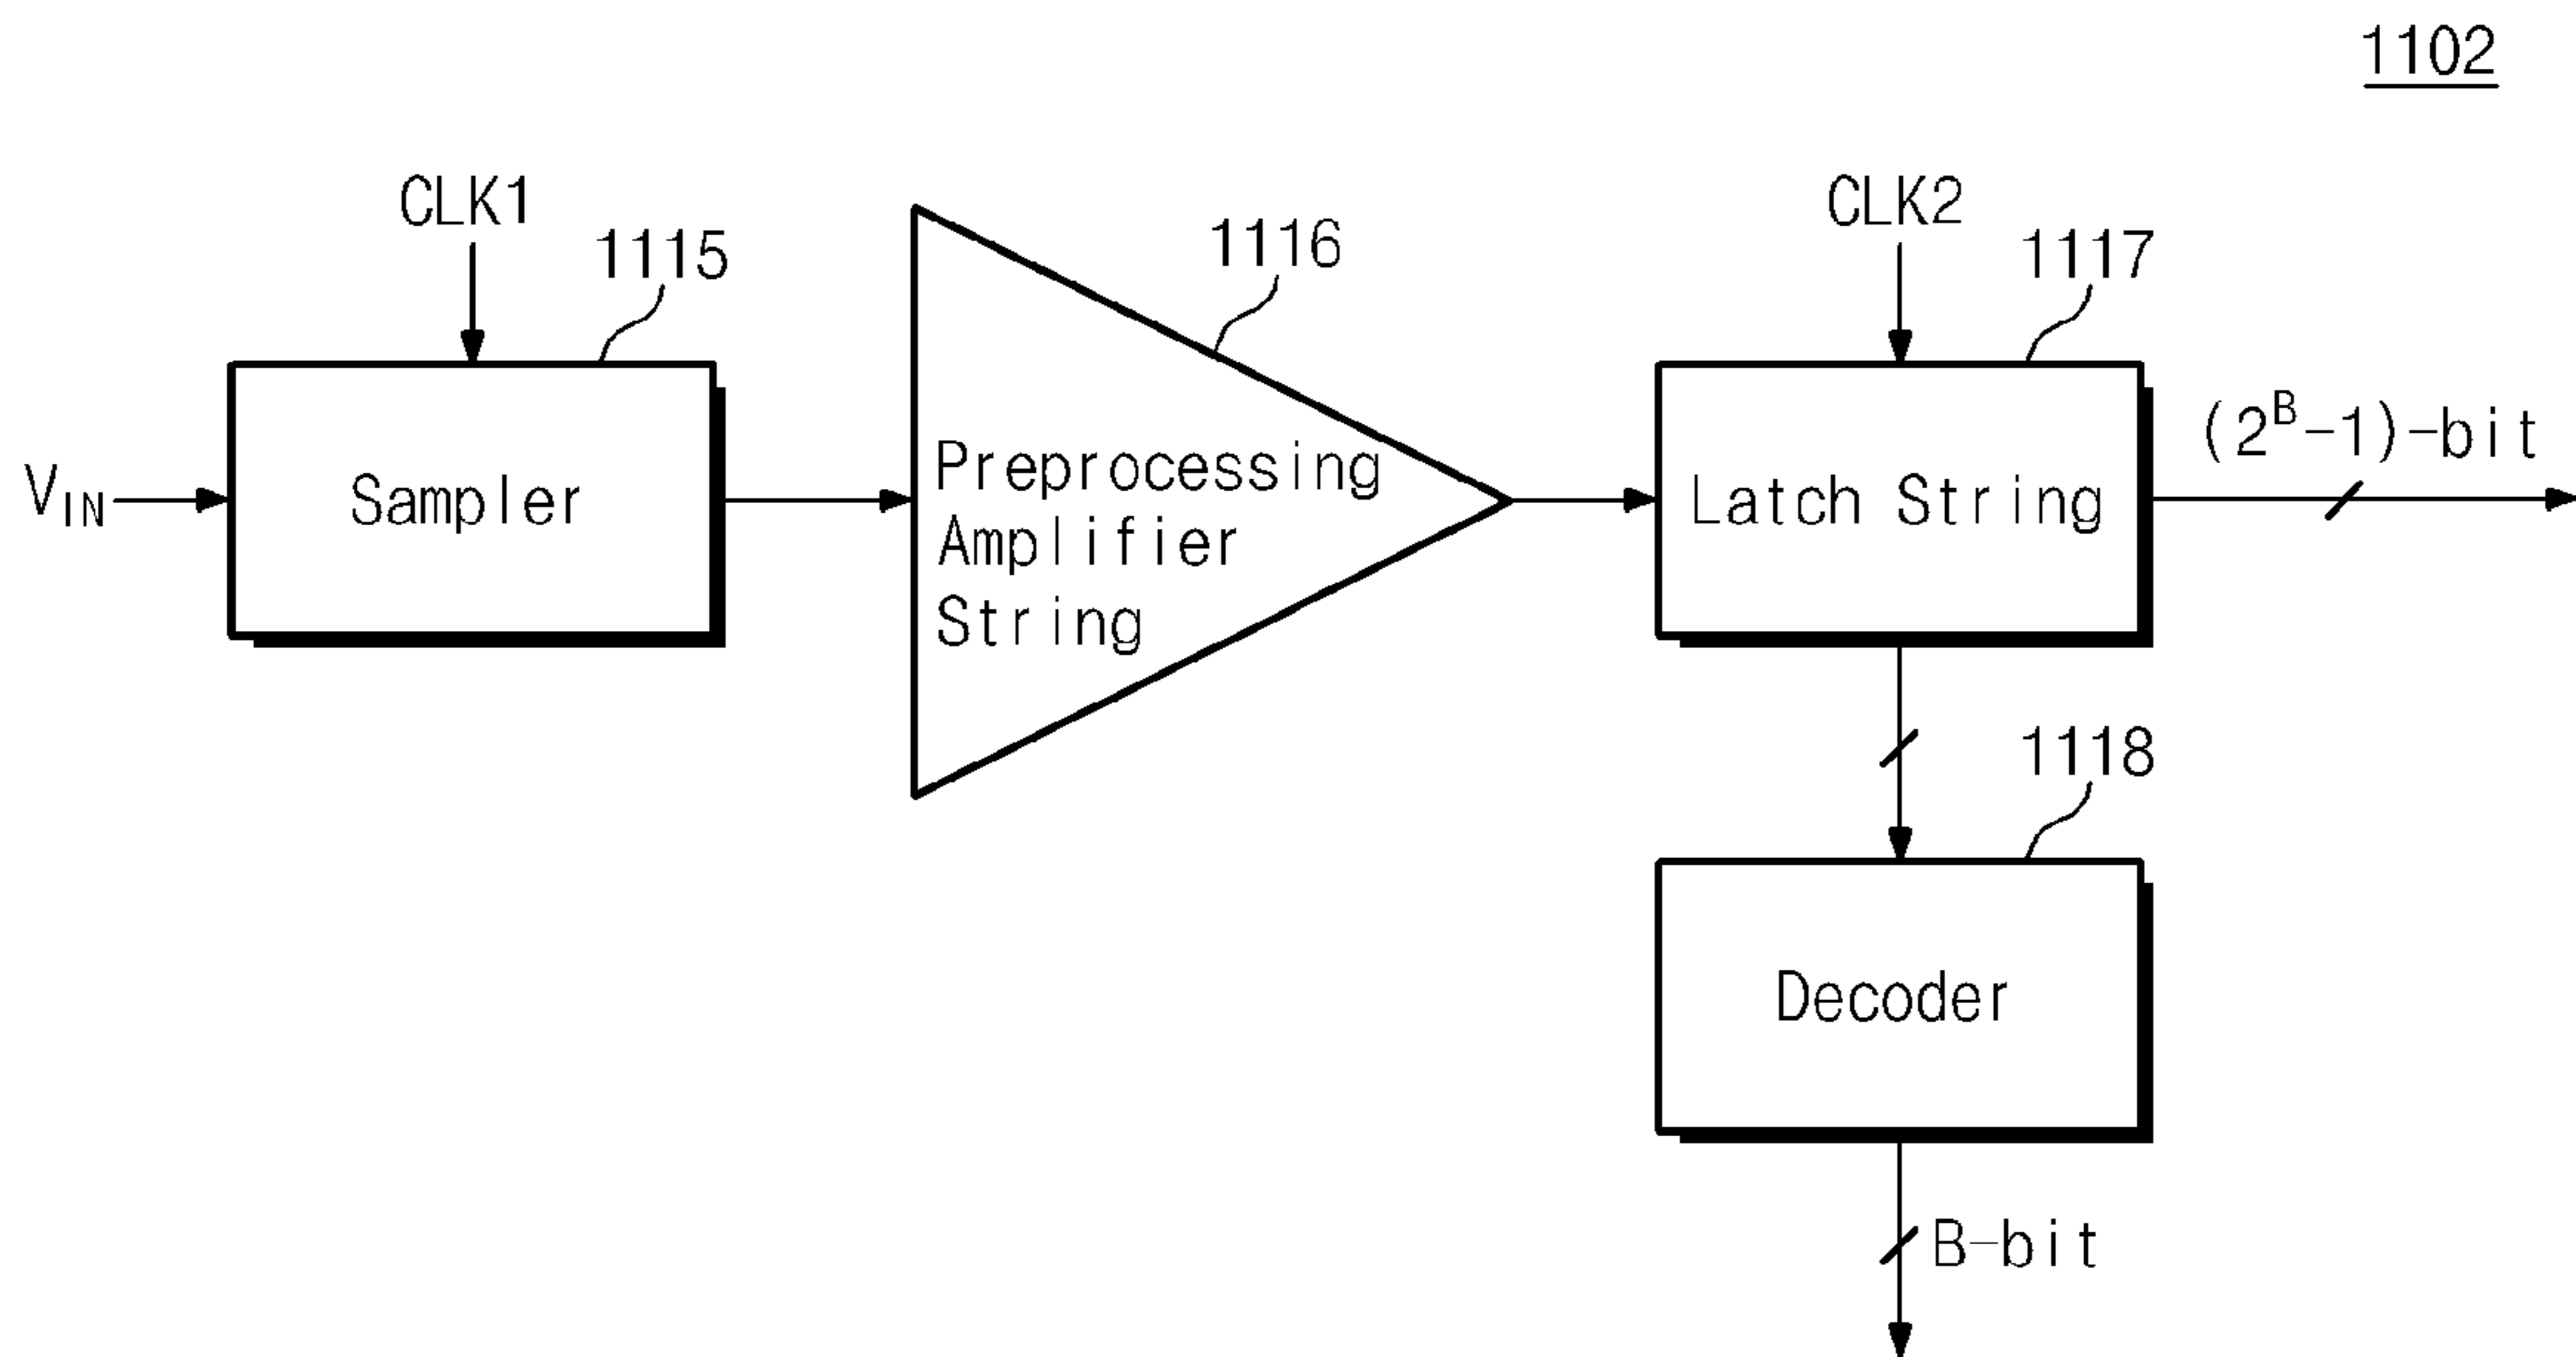 1102
CLK1
1115
1116
CLK2
1117
V_IN
Sampler
Preprocessing
Amplifier
String
Latch String
(2^B-1)-bit
1118
Decoder
B-bit